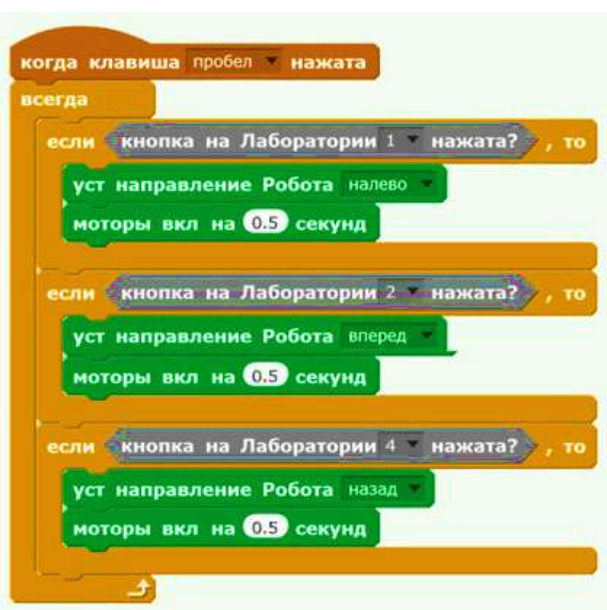 когда клавиша пробел нажата
всегда
если кнопка на Лаборатории 1 нажата? , то
уст направление Робота налево
моторы вкл на 0.5 секунд
если кнопка на Лаборатории 2 нажата? , то
уст направление Робота вперед
моторы вкл на 0.5 секунд
если кнопка на Лаборатории 4 нажата? , то
уст направление Робота назад
моторы вкл на 0.5 секунд